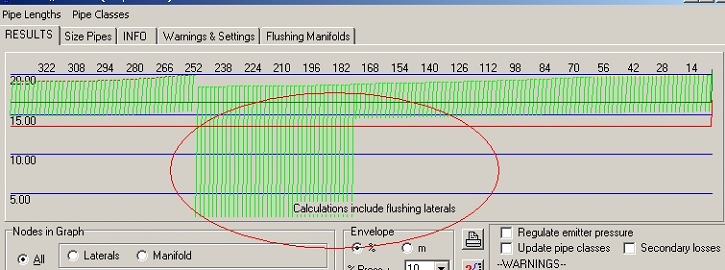 Pipe Lengths Pipe Classes
RESULTS Size Pipes INFO Warnings & Settings Flushing Manifolds
322 308 294 280 266 252 238 224 210 196 182 168 154 140 126 112 98 84 70 56 42 28 14
20.00
15.00
10.00
5.00
Calculations include flushing laterals
Nodes in Graph Envelope Regulate emitter pressure
All Laterals Manifold % m Update pipe classes Secondary losses
10 --WARNINGS--